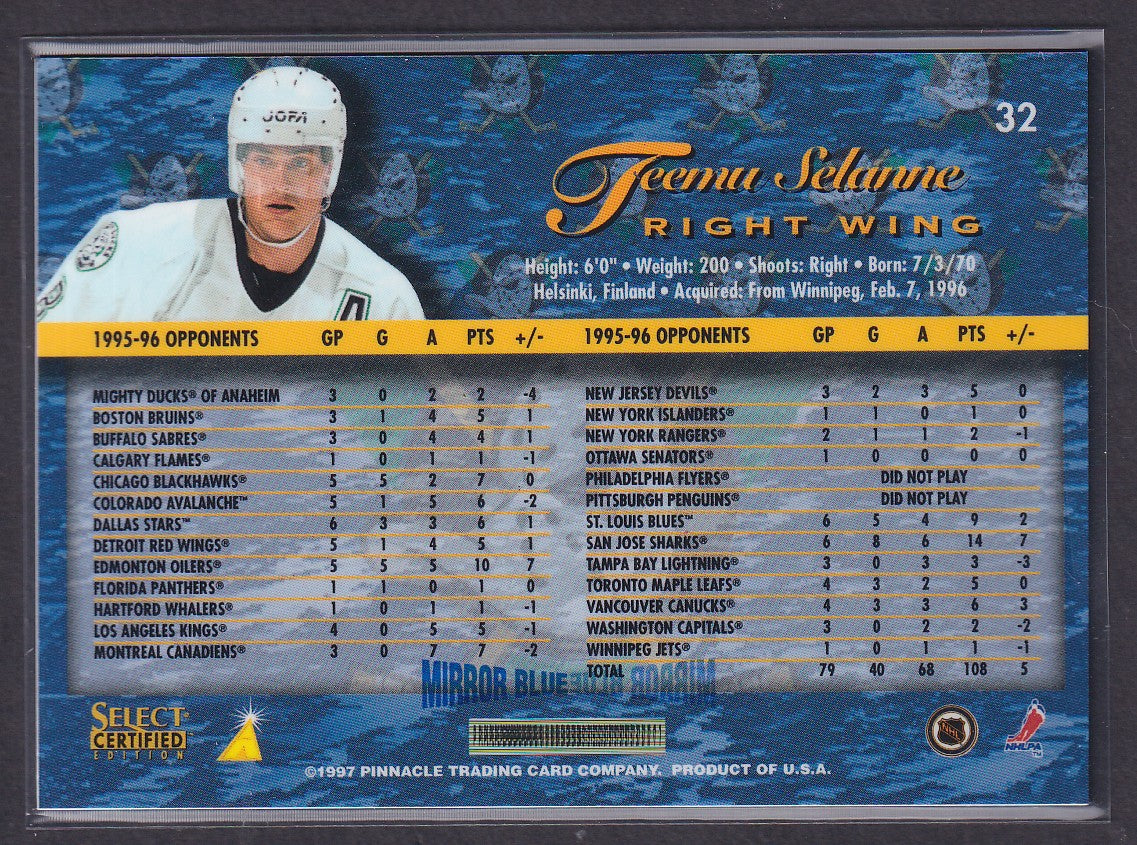 JOFA
A
32
Teemu Selanne
RIGHT WING
Height: 6'0" • Weight: 200 • Shoots: Right • Born: 7/3/70
Helsinki, Finland • Acquired: From Winnipeg, Feb. 7, 1996
1995-96 OPPONENTS GP G A PTS +/-
MIGHTY DUCKS® OF ANAHEIM 3 0 2 2 -4
BOSTON BRUINS® 3 1 4 5 1
BUFFALO SABRES® 3 0 4 4 1
CALGARY FLAMES® 1 0 1 1 -1
CHICAGO BLACKHAWKS® 5 5 2 7 0
COLORADO AVALANCHE™ 5 1 5 6 -2
DALLAS STARS™ 6 3 3 6 1
DETROIT RED WINGS® 5 1 4 5 1
EDMONTON OILERS® 5 5 5 10 7
FLORIDA PANTHERS® 1 1 0 1 0
HARTFORD WHALERS® 1 0 1 1 -1
LOS ANGELES KINGS® 4 0 5 5 -1
MONTREAL CANADIENS® 3 0 7 7 -2
1995-96 OPPONENTS GP G A PTS +/-
NEW JERSEY DEVILS® 3 2 3 5 0
NEW YORK ISLANDERS® 1 1 0 1 0
NEW YORK RANGERS® 2 1 1 2 -1
OTTAWA SENATORS® 1 0 0 0 0
PHILADELPHIA FLYERS® DID NOT PLAY
PITTSBURGH PENGUINS® DID NOT PLAY
ST. LOUIS BLUES™ 6 5 4 9 2
SAN JOSE SHARKS® 6 8 6 14 7
TAMPA BAY LIGHTNING® 3 0 3 3 -3
TORONTO MAPLE LEAFS® 4 3 2 5 0
VANCOUVER CANUCKS® 4 3 3 6 3
WASHINGTON CAPITALS® 3 0 2 2 -2
WINNIPEG JETS® 1 0 1 1 -1
TOTAL 79 40 68 108 5
MIRROR BLUE
SELECT®
CERTIFIED
EDITION
NHL
NHLPA™
©1997 PINNACLE TRADING CARD COMPANY. PRODUCT OF U.S.A.